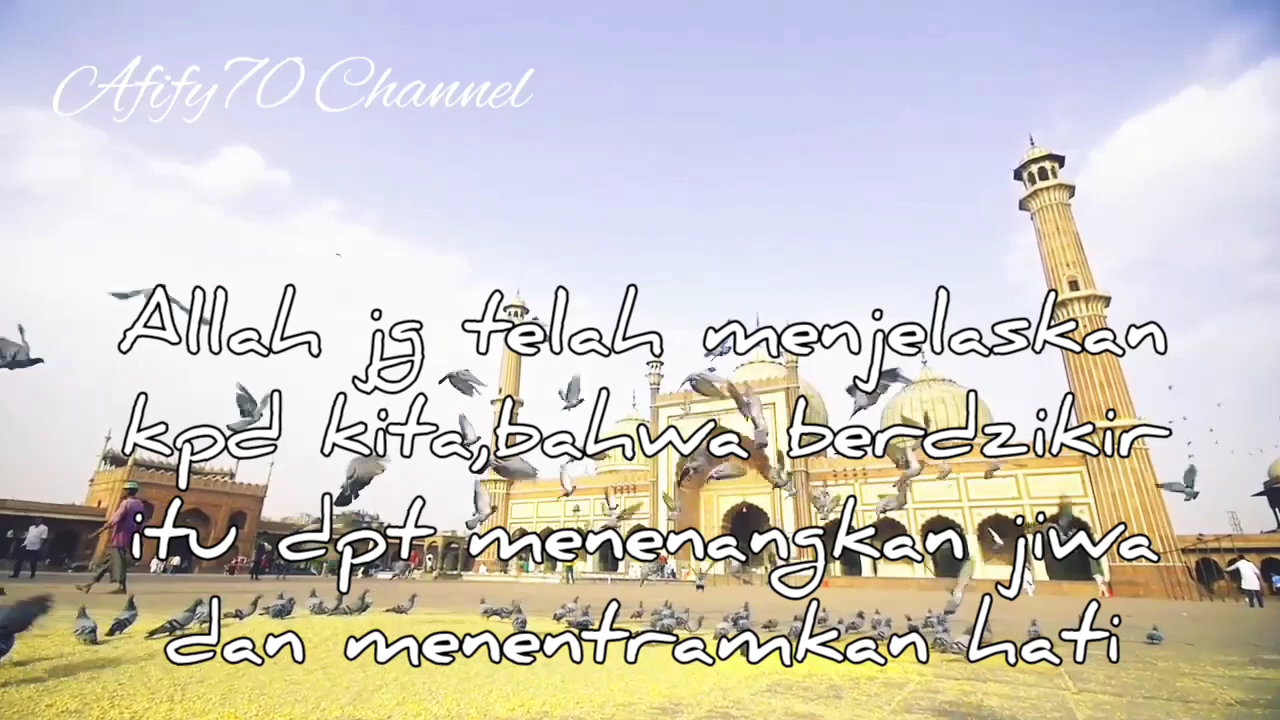 Afify70 Channel
Allah jg telah menjelaskan
kpd kita,bahwa berdzikir
itu dpt menenangkan jiwa
dan menentramkan hati